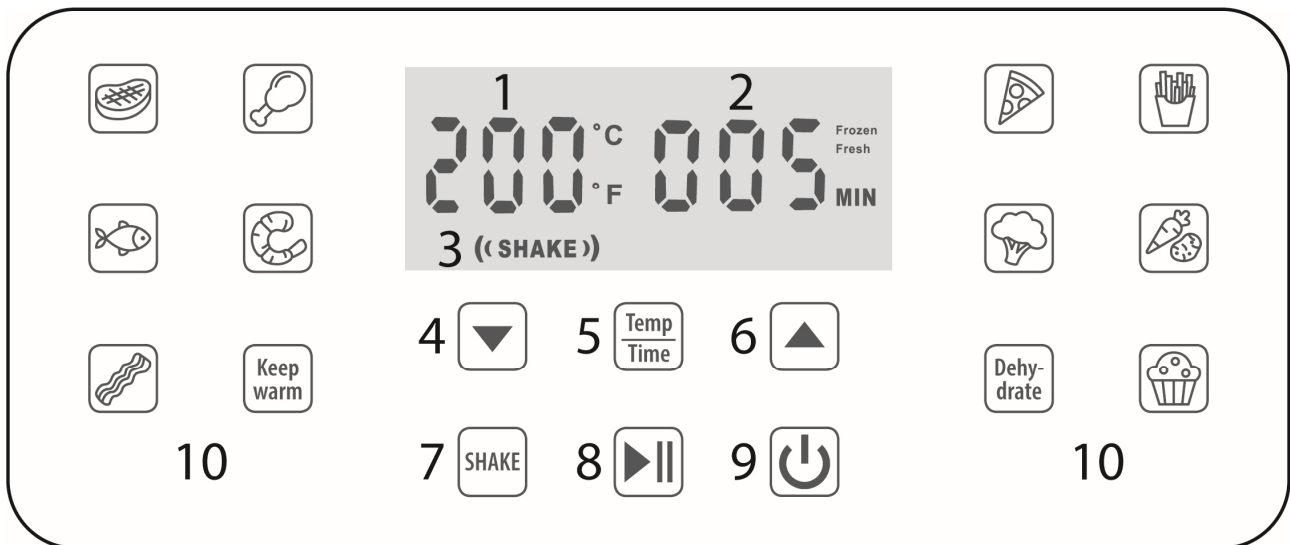 1 2
200 °C 005 Frozen
Fresh
°F MIN
3 ((SHAKE))
4 5 Temp 6
Time
Keep
warm
Dehy-
drate
7 SHAKE 8 9
10 10